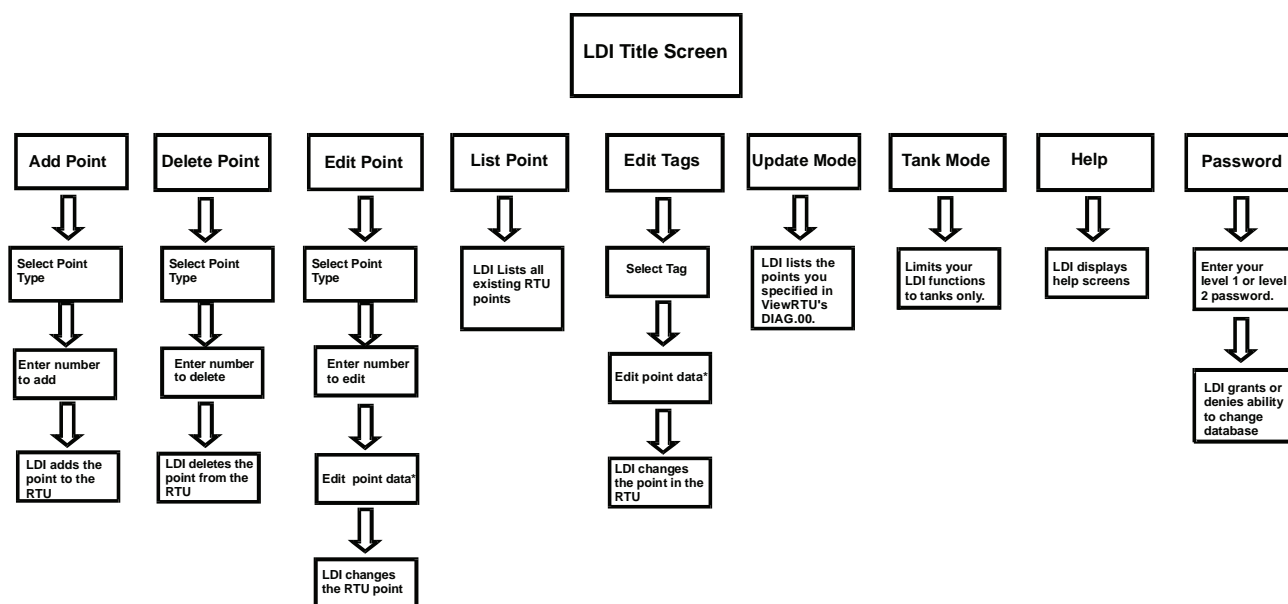 LDI Title Screen
Add Point
Select Point
Type
Enter number
to add
LDI adds the
point to the
RTU
Delete Point
Select Point
Type
Enter number
to delete
LDI deletes the
point from the
RTU
Edit Point
Select Point
Type
Enter number
to edit
Edit point data*
LDI changes
the RTU point
List Point
LDI Lists all
existing RTU
points
Edit Tags
Select Tag
Edit point data*
LDI changes
the point in the
RTU
Update Mode
LDI lists the
points you
specified in
ViewRTU's
DIAG.00.
Tank Mode
Limits your
LDI functions
to tanks only.
Help
LDI displays
help screens
Password
Enter your
level 1 or level
2 password.
LDI grants or
denies ability
to change
database